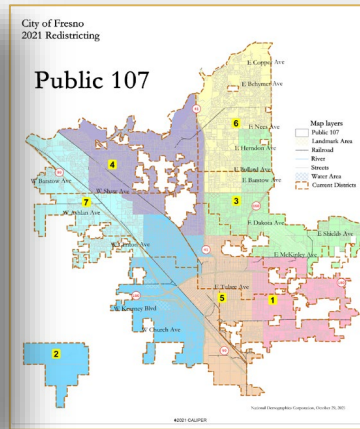 City of Fresno
2021 Redistricting
Public 107
E Copper Ave
E Behymer Ave
6
E Nees Ave
Map layers
Public 107
Landmark Area
Railroad
River
Streets
Water Area
Current Districts
E Herndon Ave
4
E Bullard Ave
W Barstow Ave
E Barstow Ave
W Shaw Ave
7
3
W Ashlan Ave
E Dakota Ave
E Shields Ave
E McKinley Ave
E Tulare Ave
5
1
W Kearney Blvd
W Church Ave
2
National Demographics Corporation, October 29, 2021
©2021 CALIPER